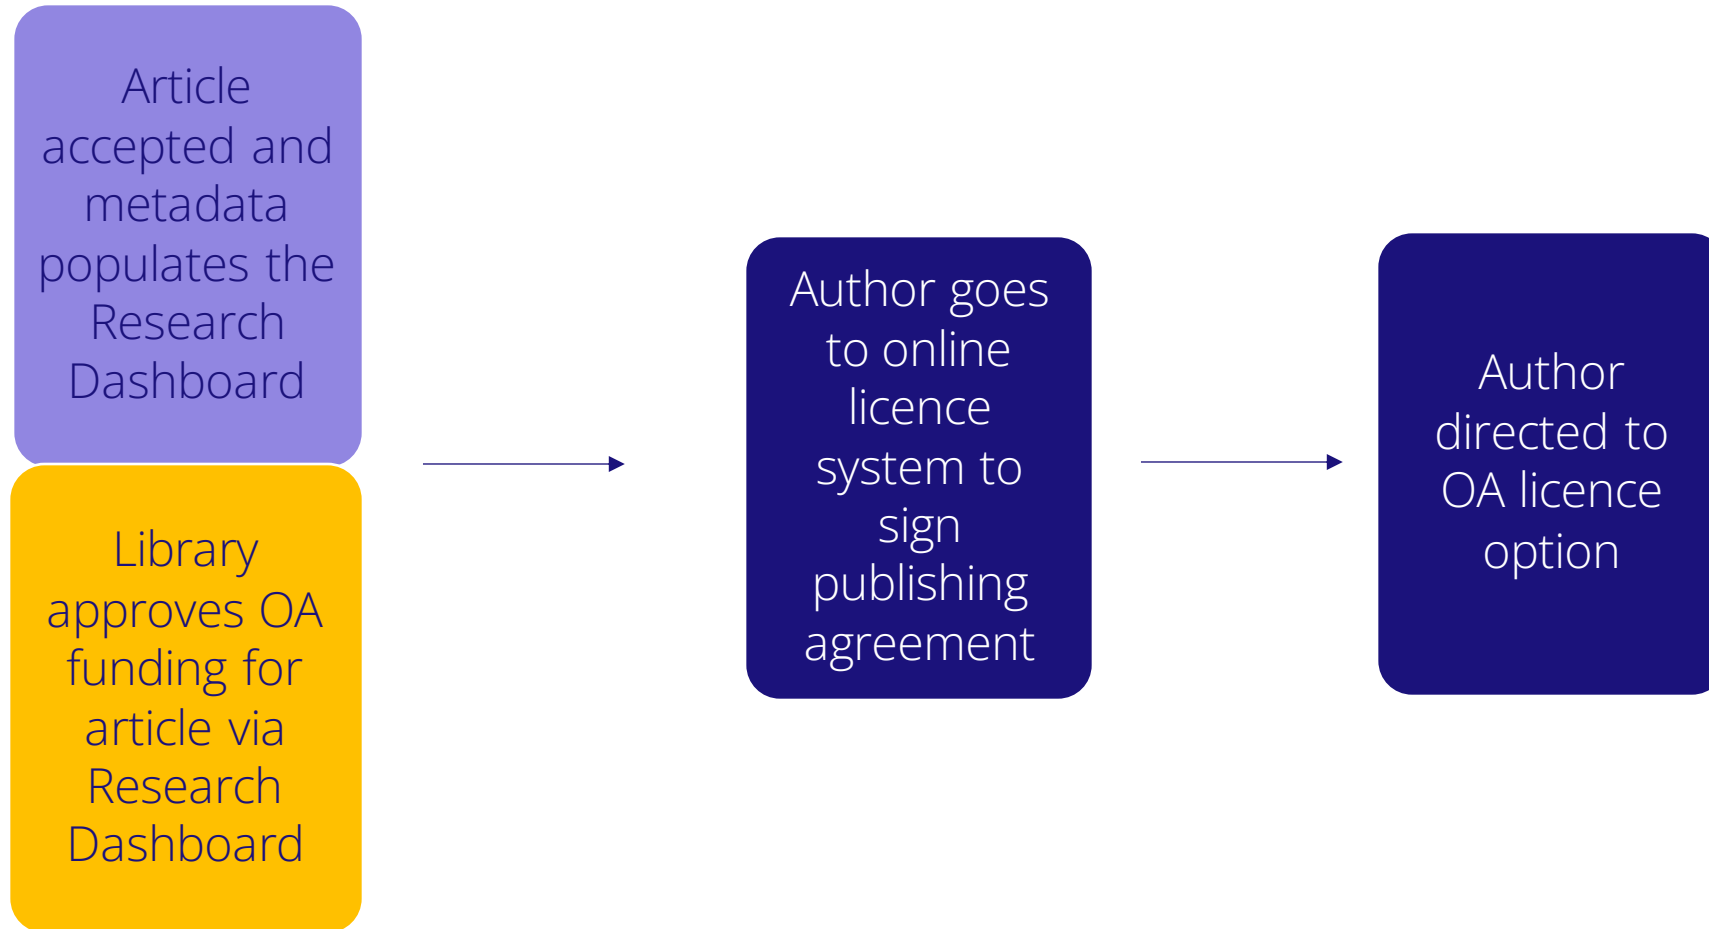 Article
accepted and
metadata
populates the
Research
Dashboard
Library
approves OA
funding for
article via
Research
Dashboard
Author goes
to online
licence
system to
sign
publishing
agreement
Author
directed to
OA licence
option